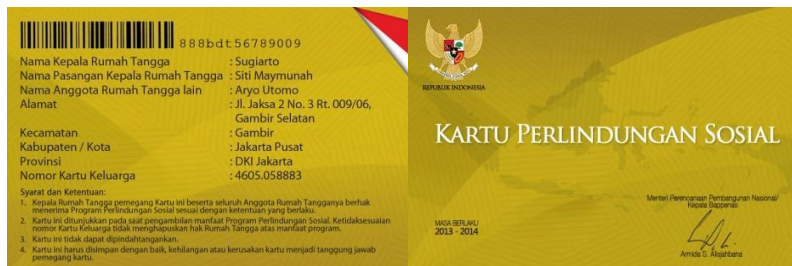 888bdt56789009
Nama Kepala Rumah Tangga : Sugiarto
Nama Pasangan Kepala Rumah Tangga : Siti Maymunah
Nama Anggota Rumah Tangga lain : Aryo Utomo
Alamat : Jl. Jaksa 2 No. 3 Rt. 009/06,
Gambir Selatan
Kecamatan : Gambir
Kabupaten / Kota : Jakarta Pusat
Provinsi : DKI Jakarta
Nomor Kartu Keluarga : 4605.058883
Syarat dan Ketentuan:
1. Kepala Rumah Tangga pemegang Kartu ini beserta seluruh Anggota Rumah Tangganya berhak
menerima Program Perlindungan Sosial sesuai dengan ketentuan yang berlaku.
2. Kartu ini ditunjukkan pada saat pengambilan manfaat Program Perlindungan Sosial. Ketidaksesuaian
nomor Kartu Keluarga tidak menghapuskan hak Rumah Tangga atas manfaat program.
3. Kartu ini tidak dapat dipindahtangankan.
4. Kartu ini harus disimpan dengan baik, kehilangan atau kerusakan kartu menjadi tanggung jawab
pemegang kartu.
REPUBLIK INDONESIA
KARTU PERLINDUNGAN SOSIAL
MASA BERLAKU
2013 - 2014
Menteri Perencanaan Pembangunan Nasional/
Kepala Bappenas
Armida S. Alisjahbana